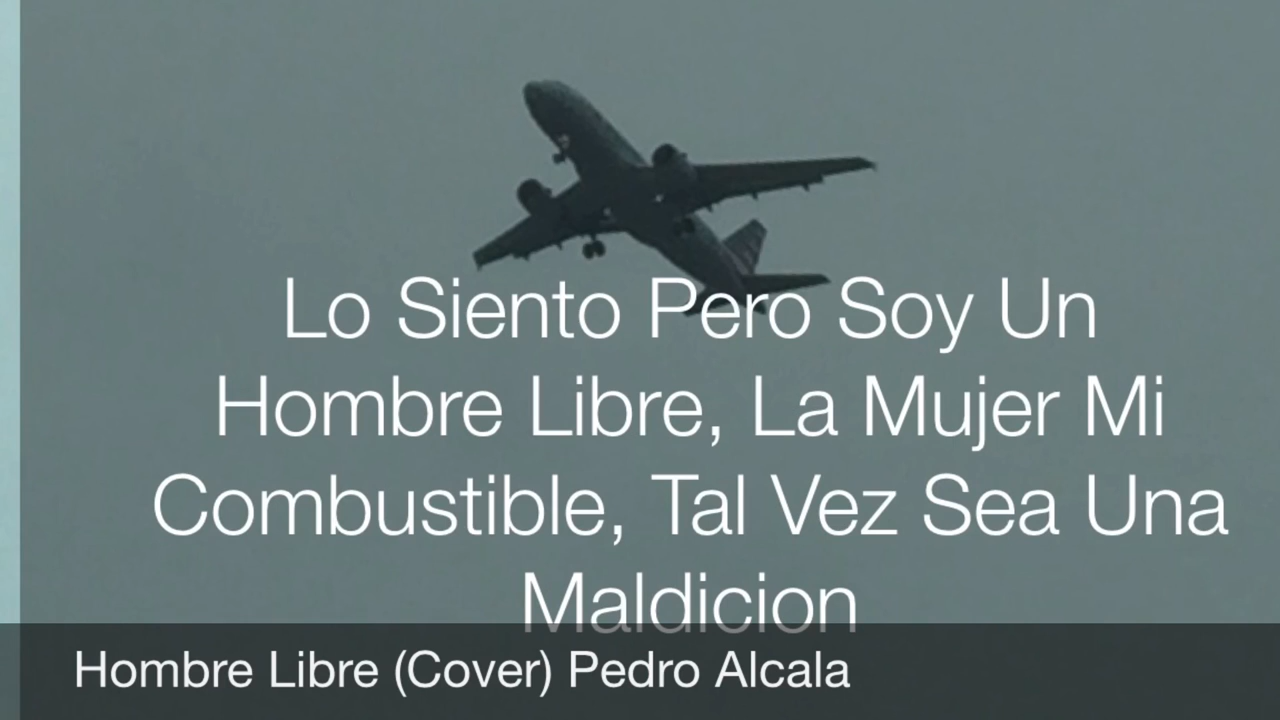 Lo Siento Pero Soy Un
Hombre Libre, La Mujer Mi
Combustible, Tal Vez Sea Una
Maldicion
Hombre Libre (Cover) Pedro Alcala